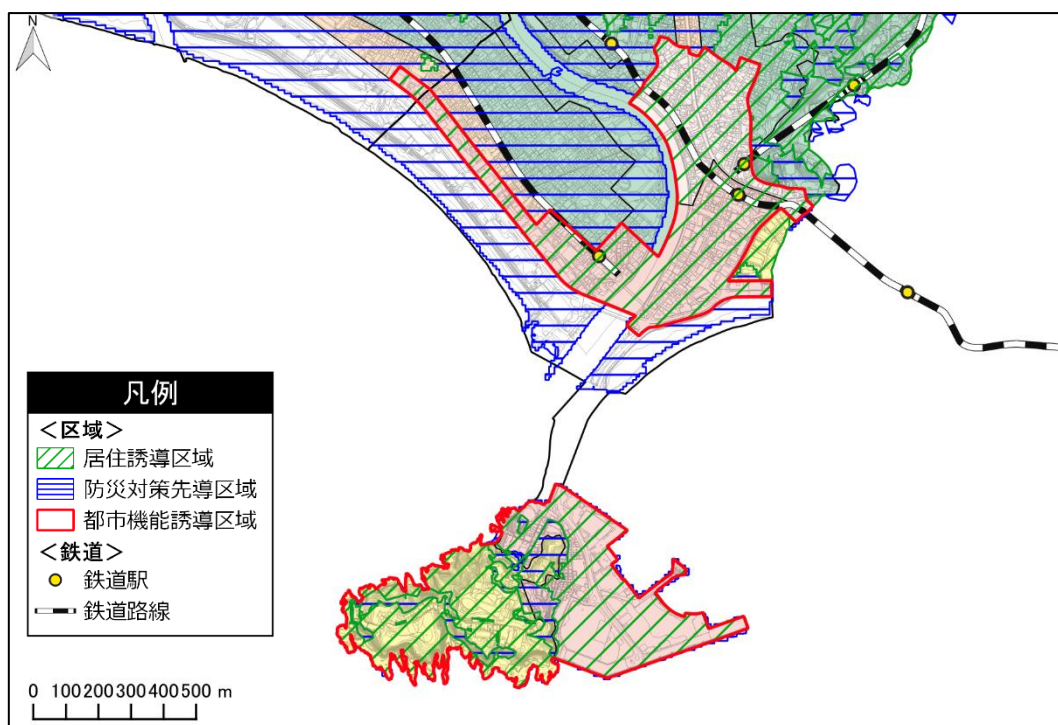 N
凡例
＜区域＞
居住誘導区域
防災対策先導区域
都市機能誘導区域
＜鉄道＞
鉄道駅
鉄道路線
0 100 200 300 400 500 m